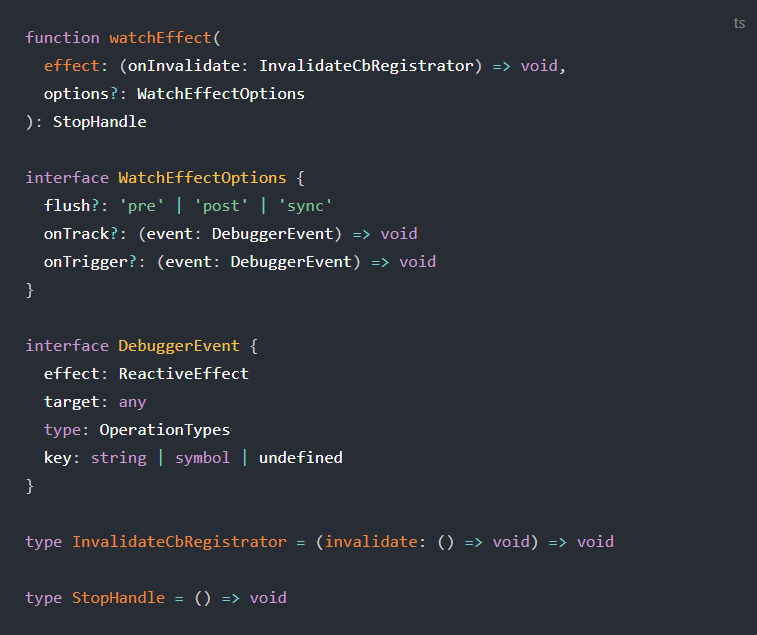 ts
function watchEffect(
  effect: (onInvalidate: InvalidateCbRegistrator) => void,
  options?: WatchEffectOptions
): StopHandle

interface WatchEffectOptions {
  flush?: 'pre' | 'post' | 'sync'
  onTrack?: (event: DebuggerEvent) => void
  onTrigger?: (event: DebuggerEvent) => void
}

interface DebuggerEvent {
  effect: ReactiveEffect
  target: any
  type: OperationTypes
  key: string | symbol | undefined
}

type InvalidateCbRegistrator = (invalidate: () => void) => void

type StopHandle = () => void